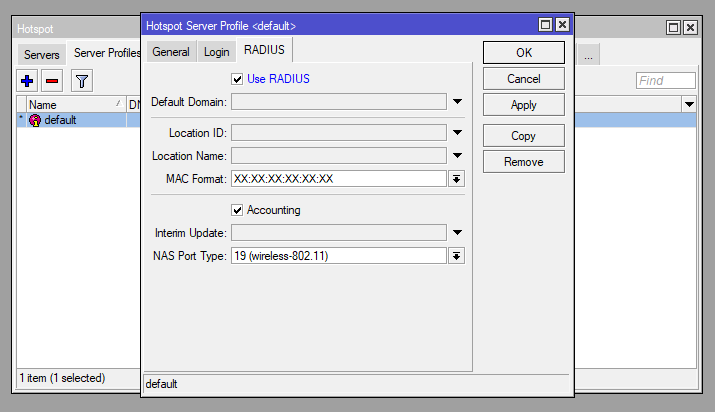 Hotspot
Hotspot Server Profile <default>
Servers
Server Profiles
...
Find
Name
DN
* default
1 item (1 selected)
General
Login
RADIUS
Use RADIUS
Default Domain:
Location ID:
Location Name:
MAC Format: XX:XX:XX:XX:XX:XX
Accounting
Interim Update:
NAS Port Type: 19 (wireless-802.11)
OK
Cancel
Apply
Copy
Remove
default